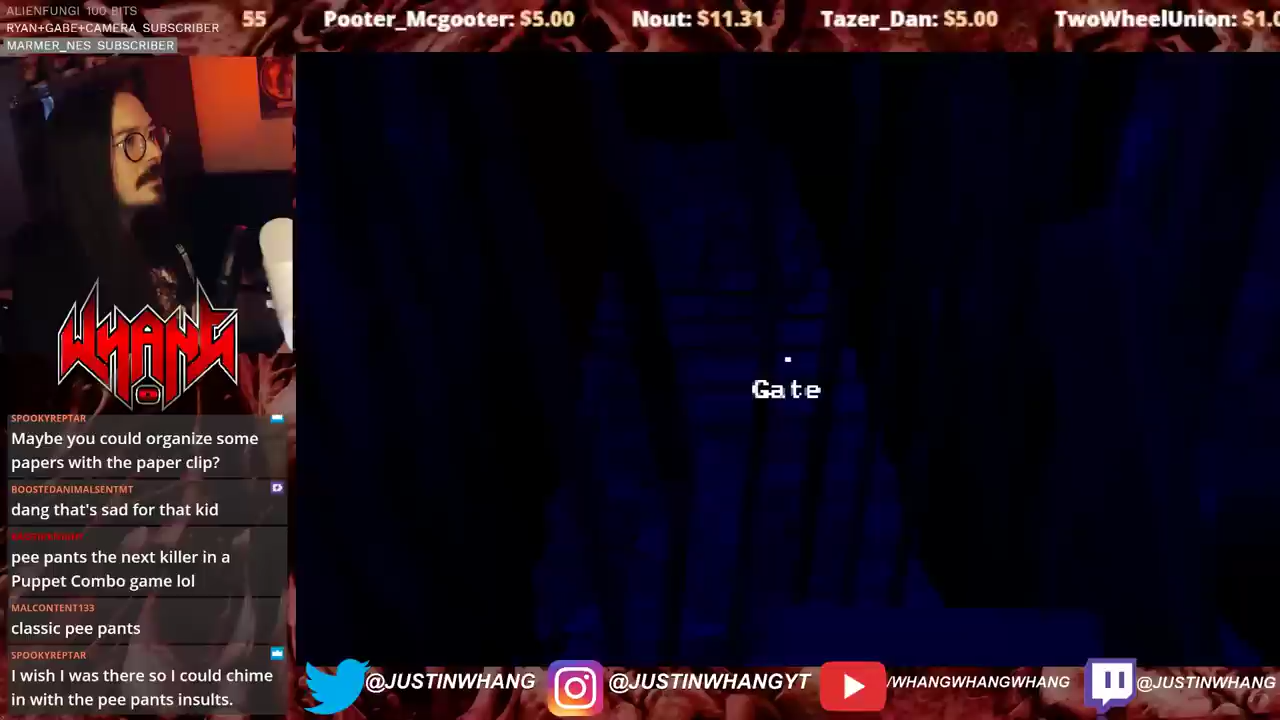 ALIENFUNGI 100 BITS
RYAN+GABE+CAMERA SUBSCRIBER
MARMER_NES SUBSCRIBER
55 Pooter_Mcgooter: $5.00 Nout: $11.31 Tazer_Dan: $5.00 TwoWheelUnion: $1.0
WHANG
Gate
SPOOKYREPTAR
Maybe you could organize some
papers with the paper clip?
BOOSTEDANIMALSENTMT
dang that's sad for that kid
pee pants the next killer in a
Puppet Combo game lol
MALCONTENT133
classic pee pants
SPOOKYREPTAR
I wish I was there so I could chime
in with the pee pants insults.
@JUSTINWHANG @JUSTINWHANGYT /WHANGWHANGWHANG @JUSTINWHANG